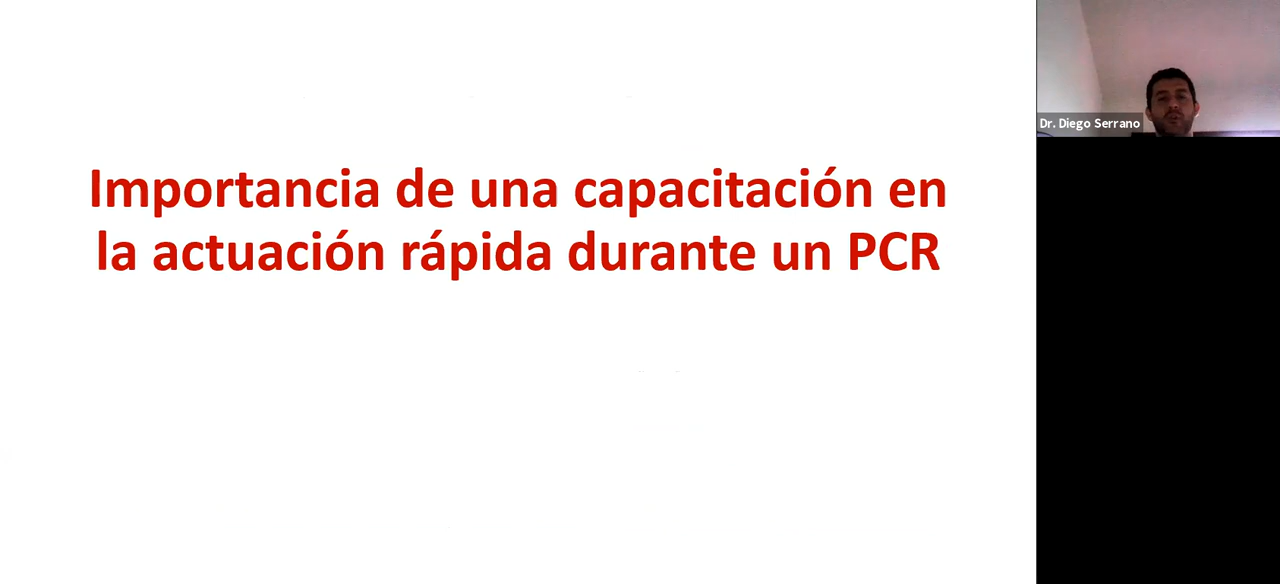 Importancia de una capacitación en
la actuación rápida durante un PCR
Dr. Diego Serrano